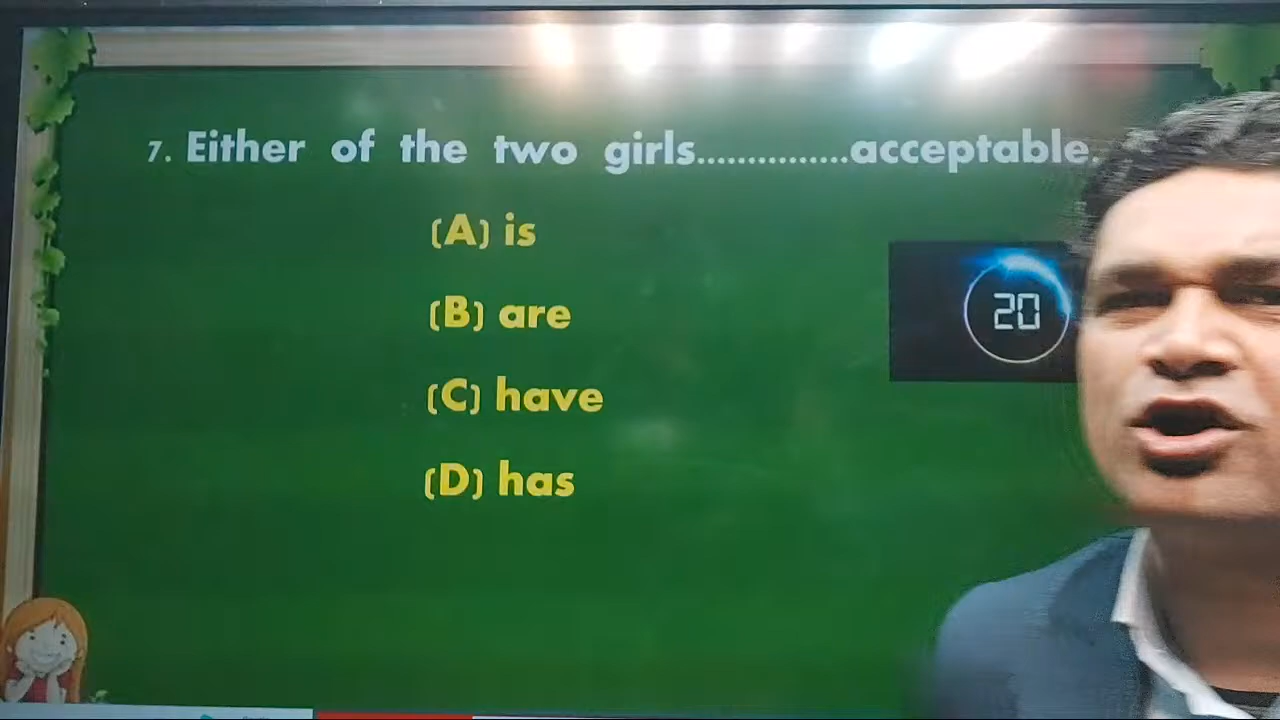 7. Either of the two girls...............acceptable.
(A) is
(B) are
20
(C) have
(D) has